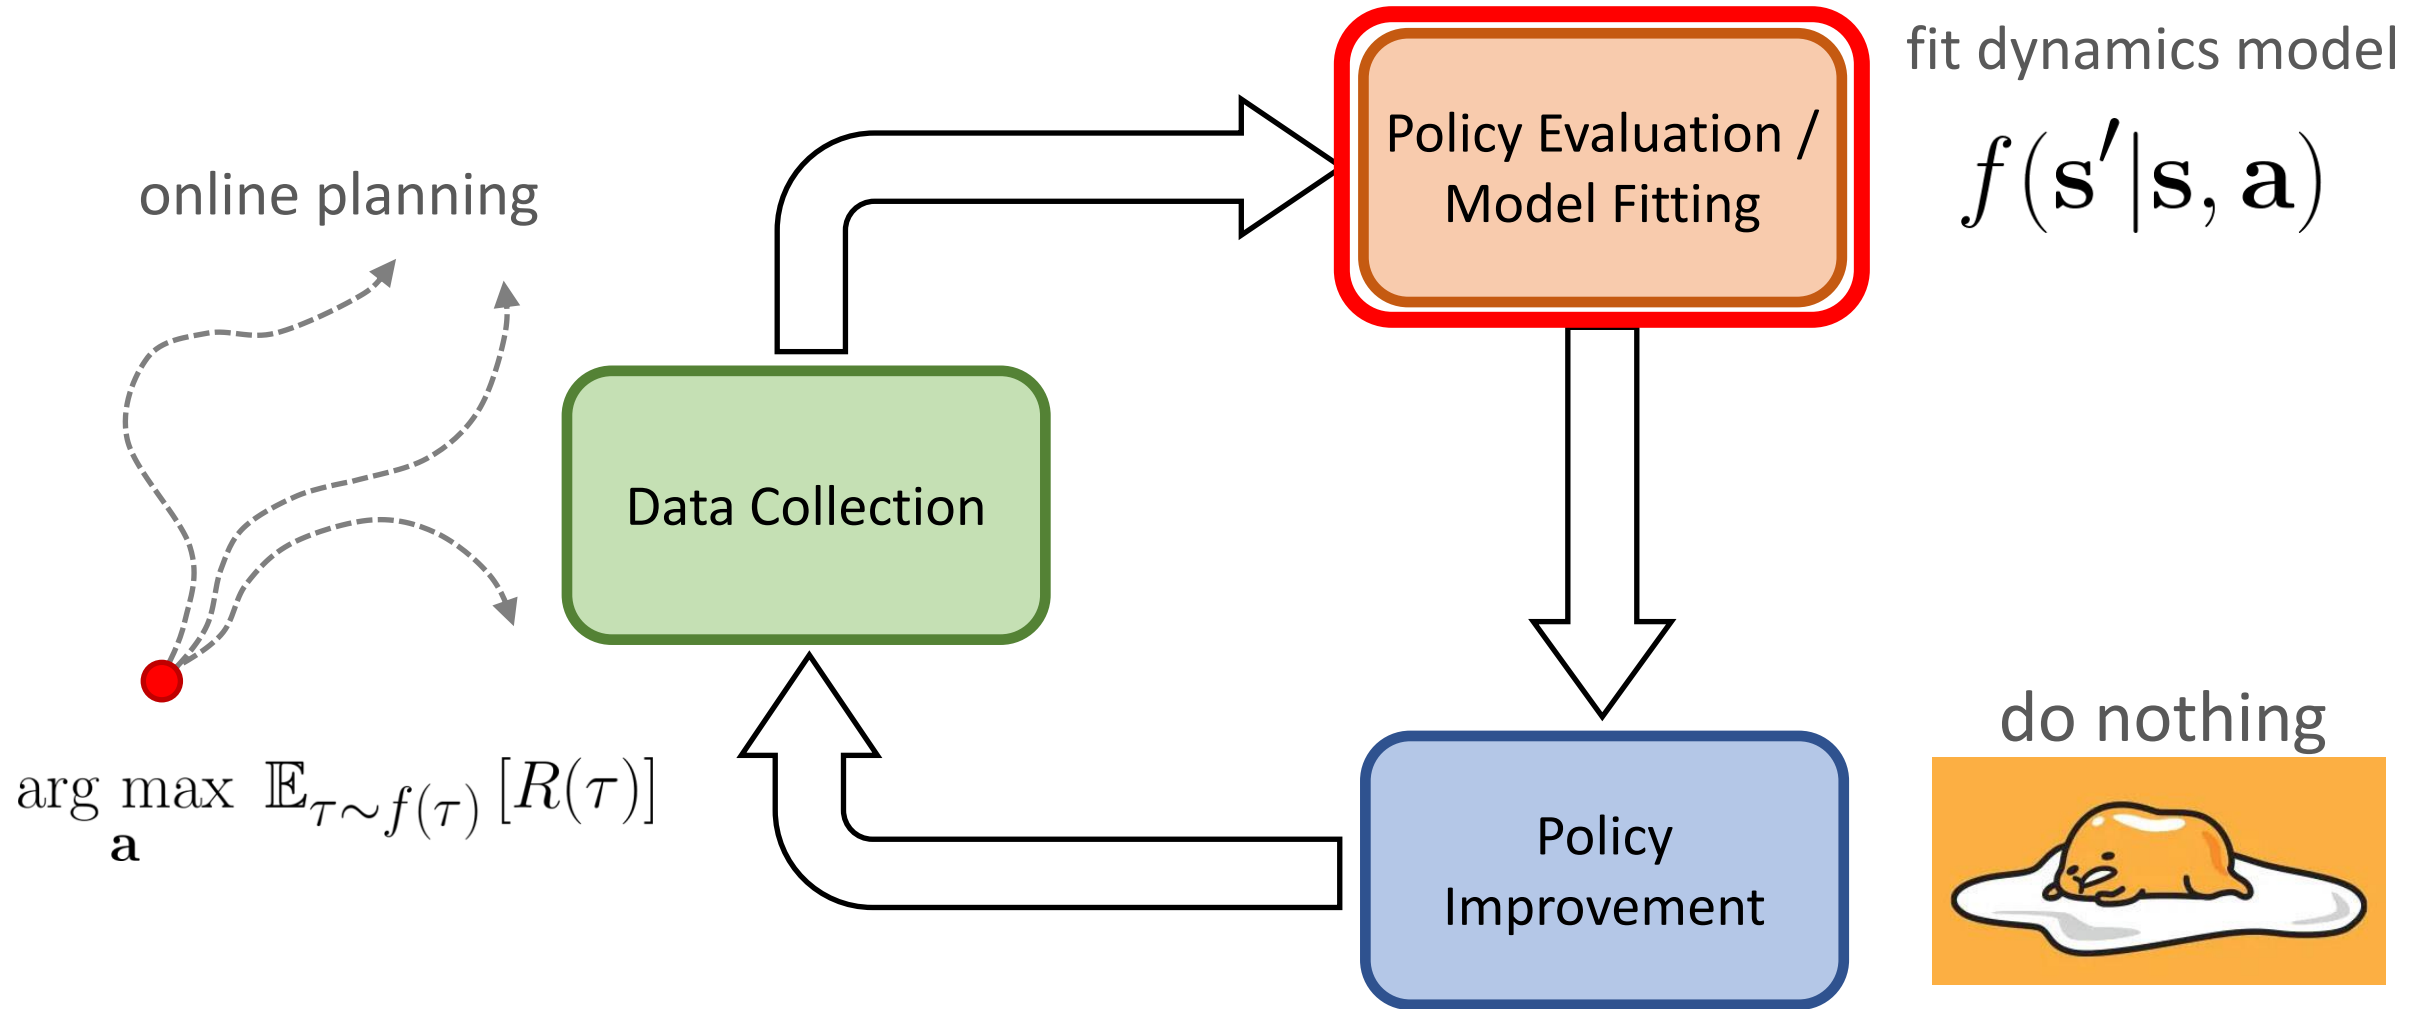 fit dynamics model
f(s′|s, a)
Policy Evaluation /
Model Fitting
online planning
Data Collection
arg max 𝔼τ∼f(τ) [R(τ)]
a
do nothing
Policy
Improvement